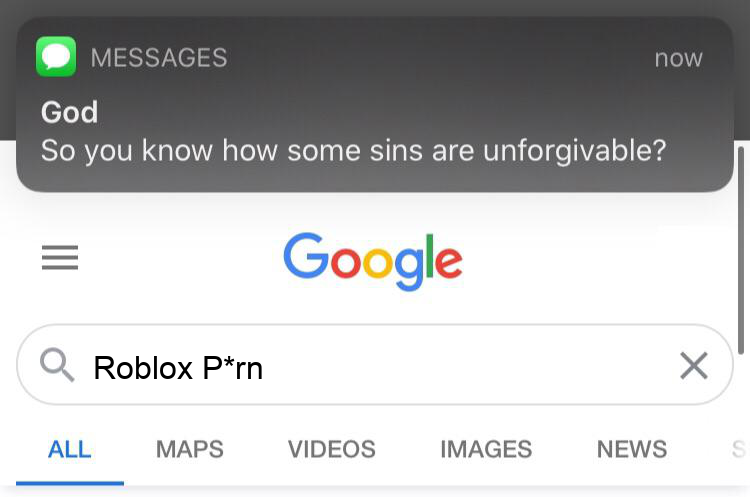 MESSAGES now
God
So you know how some sins are unforgivable?
Google
Roblox P*rn
ALL MAPS VIDEOS IMAGES NEWS S